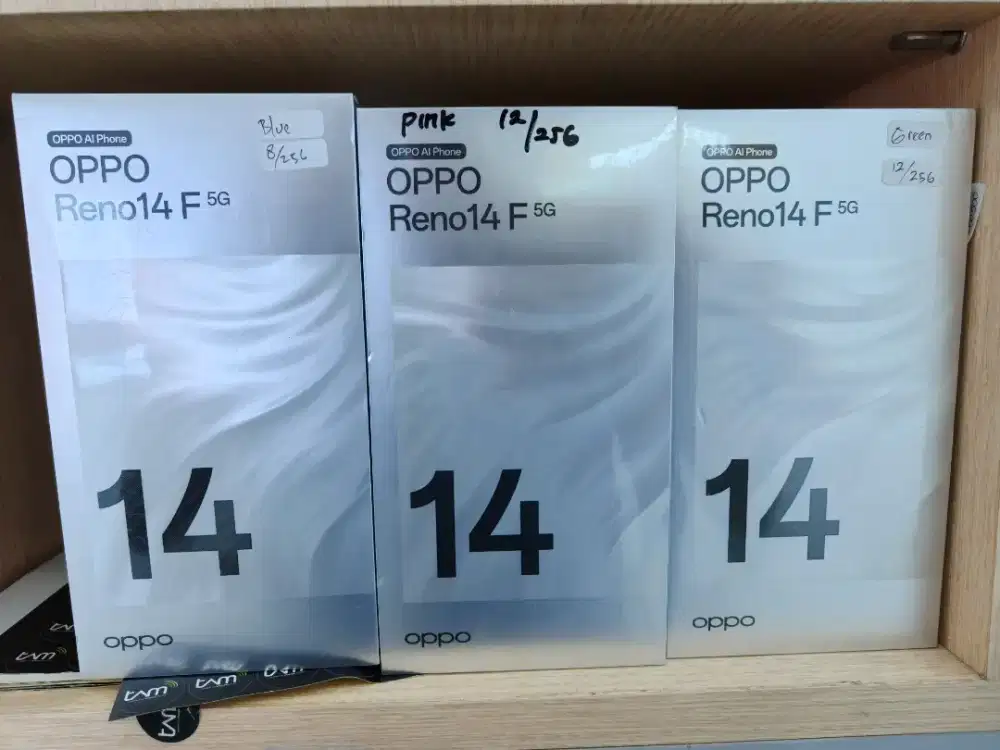 Blue
8/256
OPPO AI Phone
OPPO
Reno14 F 5G
14
oppo
pink 12/256
OPPO AI Phone
OPPO
Reno14 F 5G
14
oppo
Green
12/256
OPPO AI Phone
OPPO
Reno14 F 5G
14
oppo